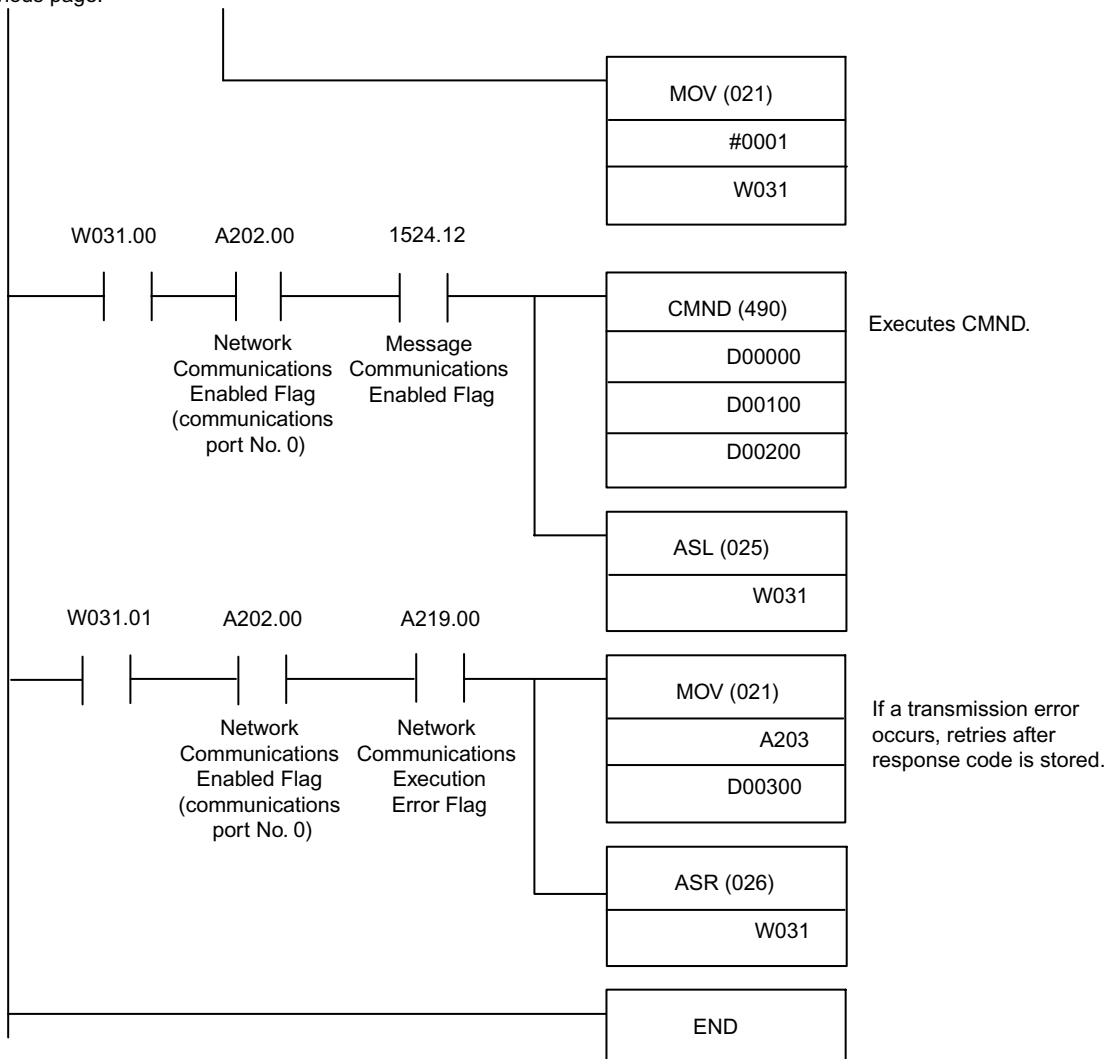 page.
MOV (021)
#0001
W031
W031.00
A202.00
1524.12
Network
Communications
Enabled Flag
(communications
port No. 0)
Message
Communications
Enabled Flag
CMND (490)
D00000
D00100
D00200
Executes CMND.
ASL (025)
W031
W031.01
A202.00
A219.00
Network
Communications
Enabled Flag
(communications
port No. 0)
Network
Communications
Execution
Error Flag
MOV (021)
A203
D00300
If a transmission error
occurs, retries after
response code is stored.
ASR (026)
W031
END